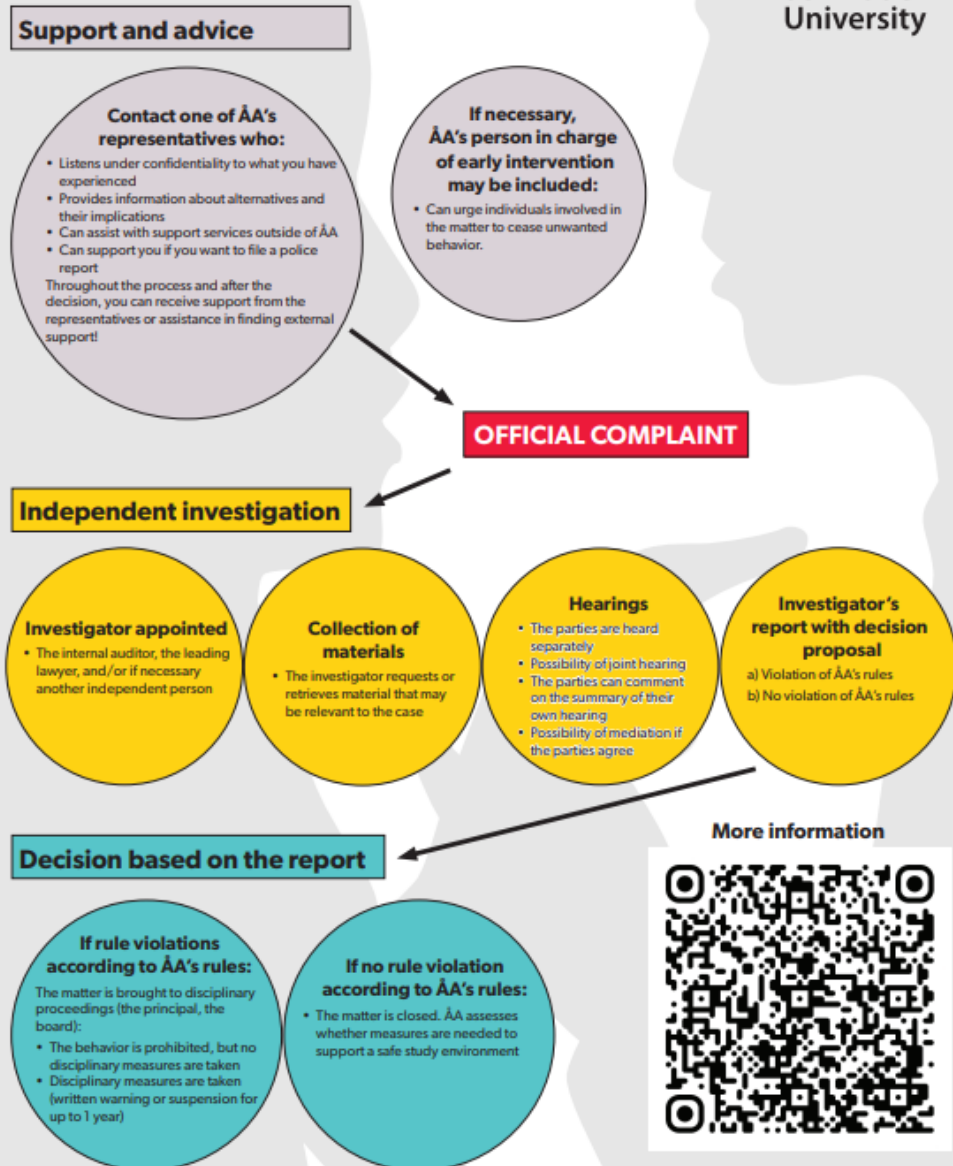 University
Support and advice
Contact one of ÅA's
representatives who:
• Listens under confidentiality to what you have
experienced
• Provides information about alternatives and
their implications
• Can assist with support services outside of ÅA
• Can support you if you want to file a police
report
Throughout the process and after the
decision, you can receive support from the
representatives or assistance in finding external
support!
If necessary,
ÅA's person in charge
of early intervention
may be included:
• Can urge individuals involved in
the matter to cease unwanted
behavior.
OFFICIAL COMPLAINT
Independent investigation
Investigator appointed
• The internal auditor, the leading
lawyer, and/or if necessary
another independent person
Collection of
materials
• The investigator requests or
retrieves material that may
be relevant to the case
Hearings
• The parties are heard
separately
• Possibility of joint hearing
• The parties can comment
on the summary of their
own hearing
• Possibility of mediation if
the parties agree
Investigator's
report with decision
proposal
a) Violation of ÅA's rules
b) No violation of ÅA's rules
Decision based on the report
If rule violations
according to ÅA's rules:
The matter is brought to disciplinary
proceedings (the principal, the
board):
• The behavior is prohibited, but no
disciplinary measures are taken
• Disciplinary measures are taken
(written warning or suspension for
up to 1 year)
If no rule violation
according to ÅA's rules:
• The matter is closed. ÅA assesses
whether measures are needed to
support a safe study environment
More information